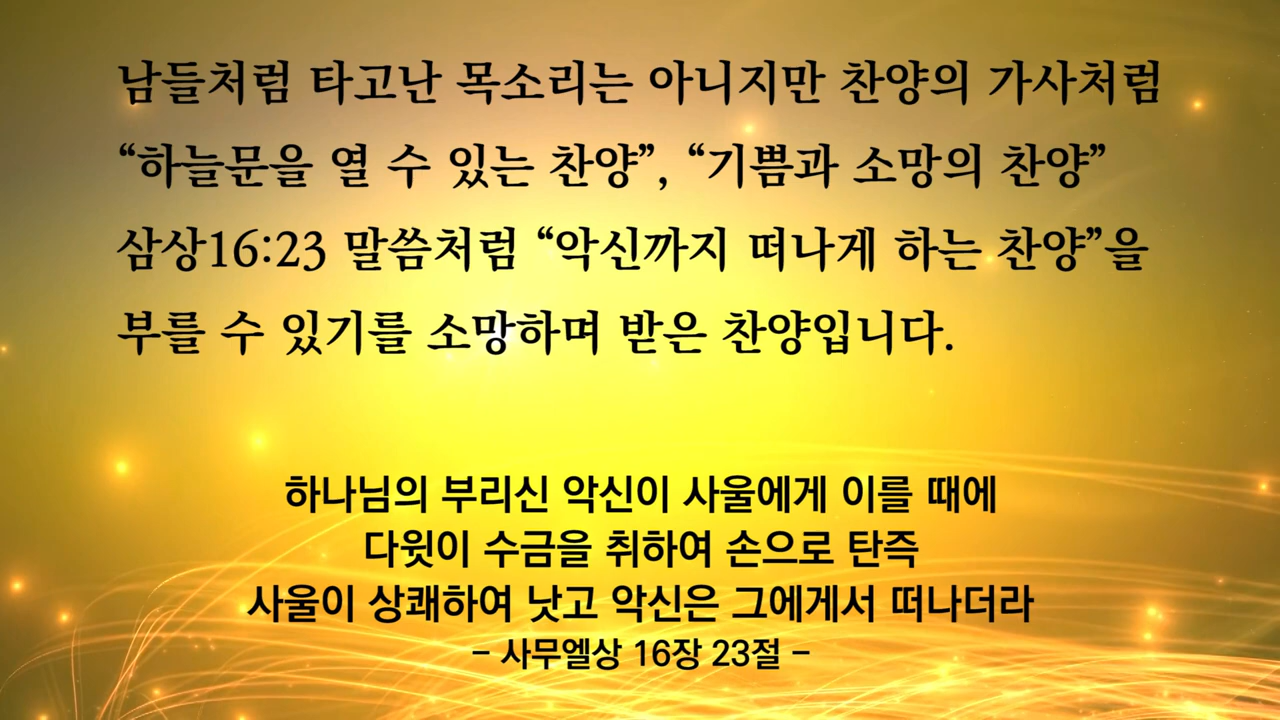 남들처럼 타고난 목소리는 아니지만 찬양의 가사처럼
“하늘문을 열 수 있는 찬양”, “기쁨과 소망의 찬양”
삼상16:23 말씀처럼 “악신까지 떠나게 하는 찬양”을
부를 수 있기를 소망하며 받은 찬양입니다.
하나님의 부리신 악신이 사울에게 이를 때에
다윗이 수금을 취하여 손으로 탄즉
사울이 상쾌하여 낫고 악신은 그에게서 떠나더라
– 사무엘상 16장 23절 –